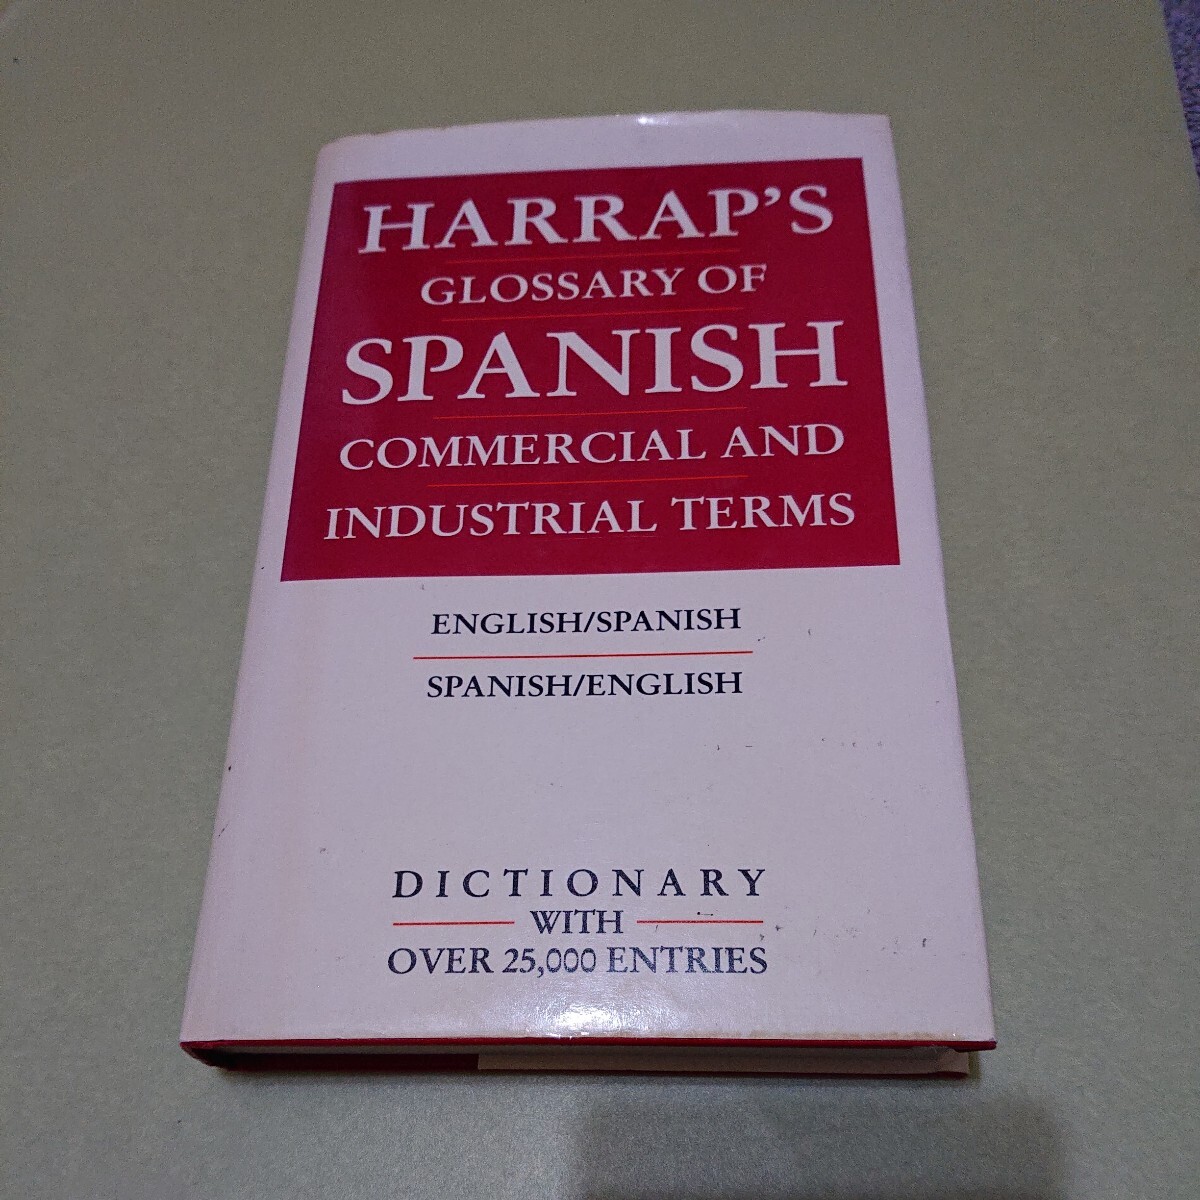 HARRAP'S
GLOSSARY OF
SPANISH
COMMERCIAL AND
INDUSTRIAL TERMS
ENGLISH/SPANISH
SPANISH/ENGLISH
DICTIONARY
WITH
OVER 25,000 ENTRIES